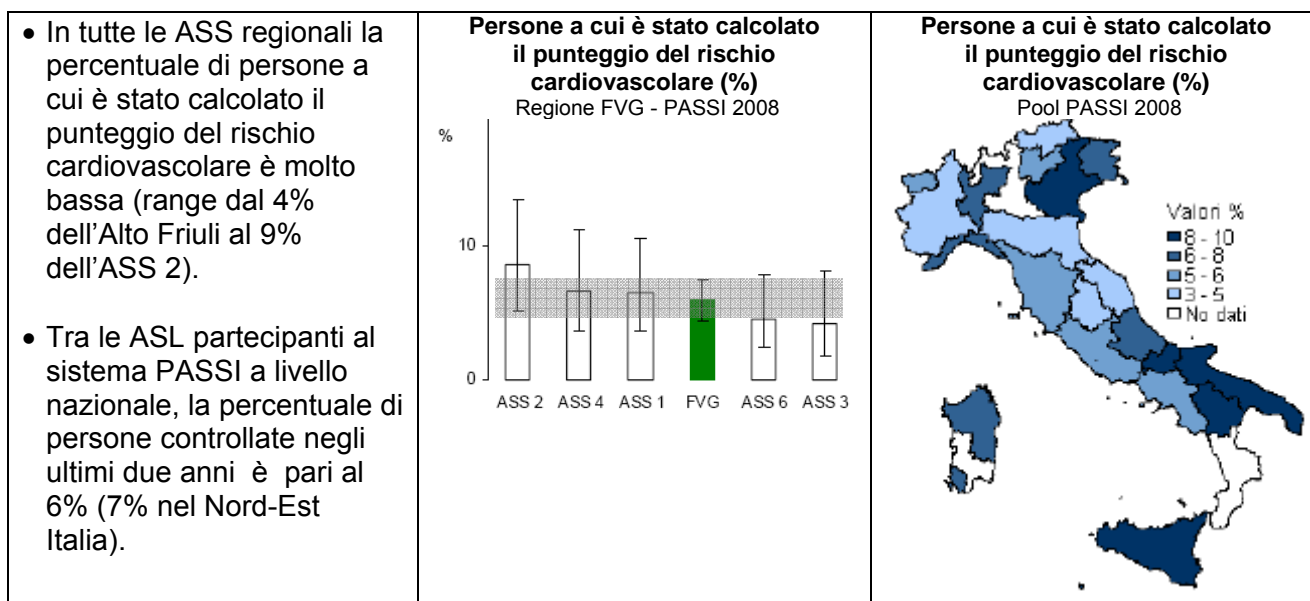 • In tutte le ASS regionali la
percentuale di persone a
cui è stato calcolato il
punteggio del rischio
cardiovascolare è molto
bassa (range dal 4%
dell'Alto Friuli al 9%
dell'ASS 2).
• Tra le ASL partecipanti al
sistema PASSI a livello
nazionale, la percentuale di
persone controllate negli
ultimi due anni è pari al
6% (7% nel Nord-Est
Italia).
Persone a cui è stato calcolato
il punteggio del rischio
cardiovascolare (%)
Regione FVG - PASSI 2008
%
10
0
ASS 2 ASS 4 ASS 1 FVG ASS 6 ASS 3
Persone a cui è stato calcolato
il punteggio del rischio
cardiovascolare (%)
Pool PASSI 2008
Valori %
8 - 10
6 - 8
5 - 6
3 - 5
No dati